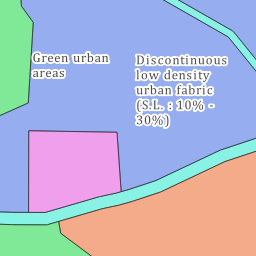 Green urban
areas
Discontinuous
low density
urban fabric
(S.L. : 10% -
30%)